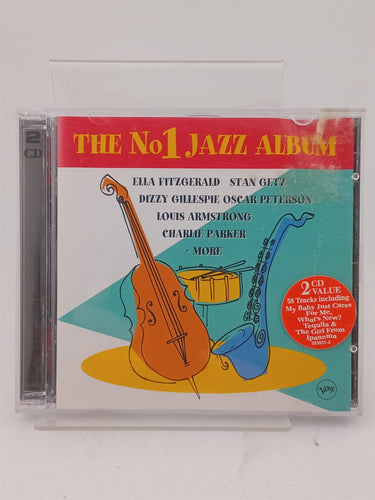 2
CD
THE No1 JAZZ ALBUM
ELLA FITZGERALD STAN GETZ
DIZZY GILLESPIE OSCAR PETERSON
LOUIS ARMSTRONG
CHARLIE PARKER
· MORE
2 CD
VALUE
38 Tracks including
My Baby Just Cares
For Me,
What's New?
Tequila &
The Girl From
Ipanema
Verve